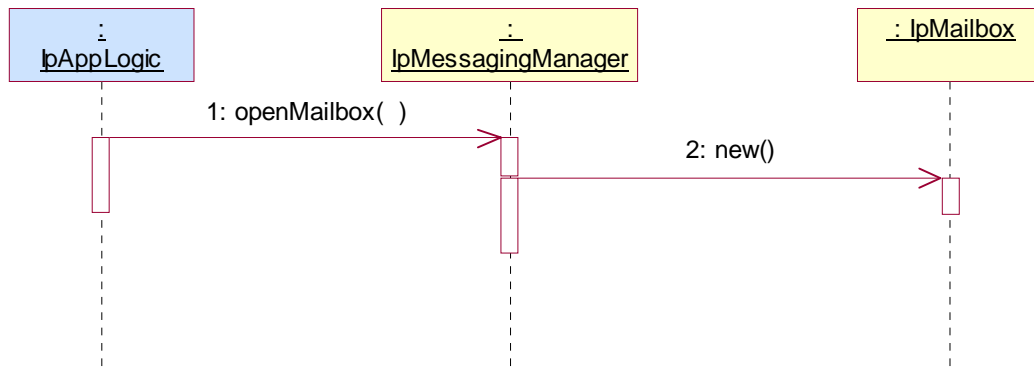 :
IpAppLogic
:
IpMessagingManager
: IpMailbox
1: openMailbox( )
2: new()